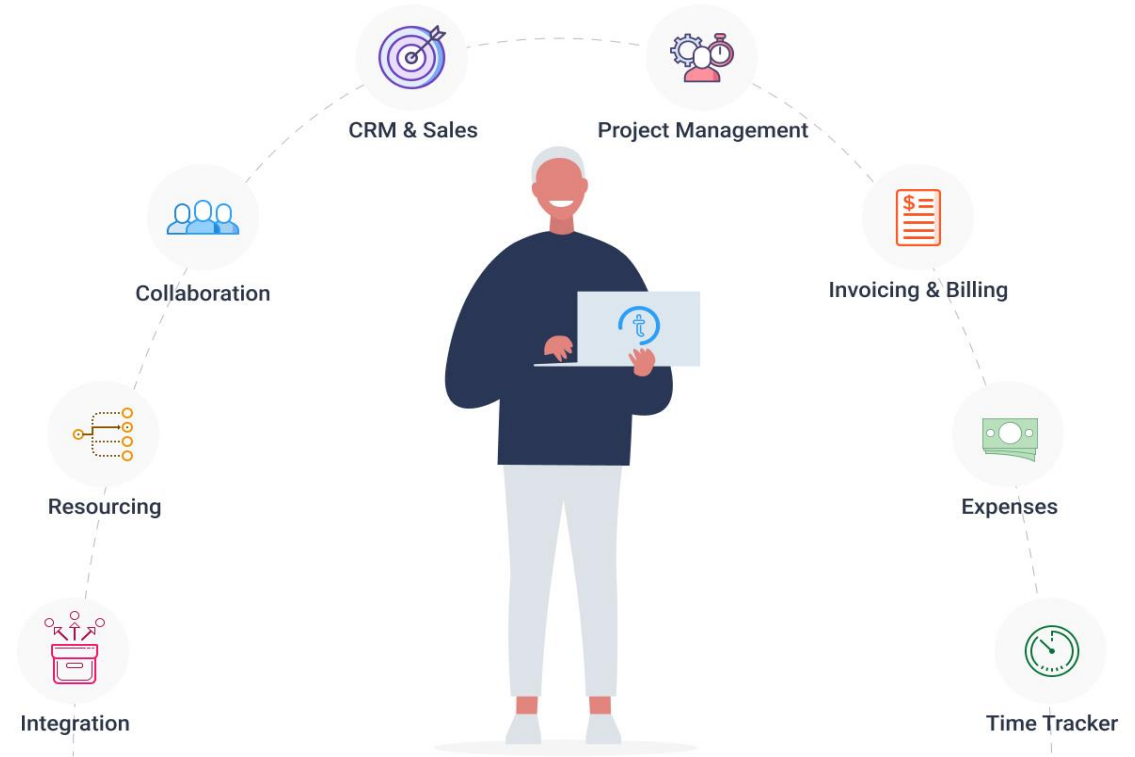 CRM & Sales
Project Management
Collaboration
Invoicing & Billing
Resourcing
Expenses
Integration
Time Tracker
$
t